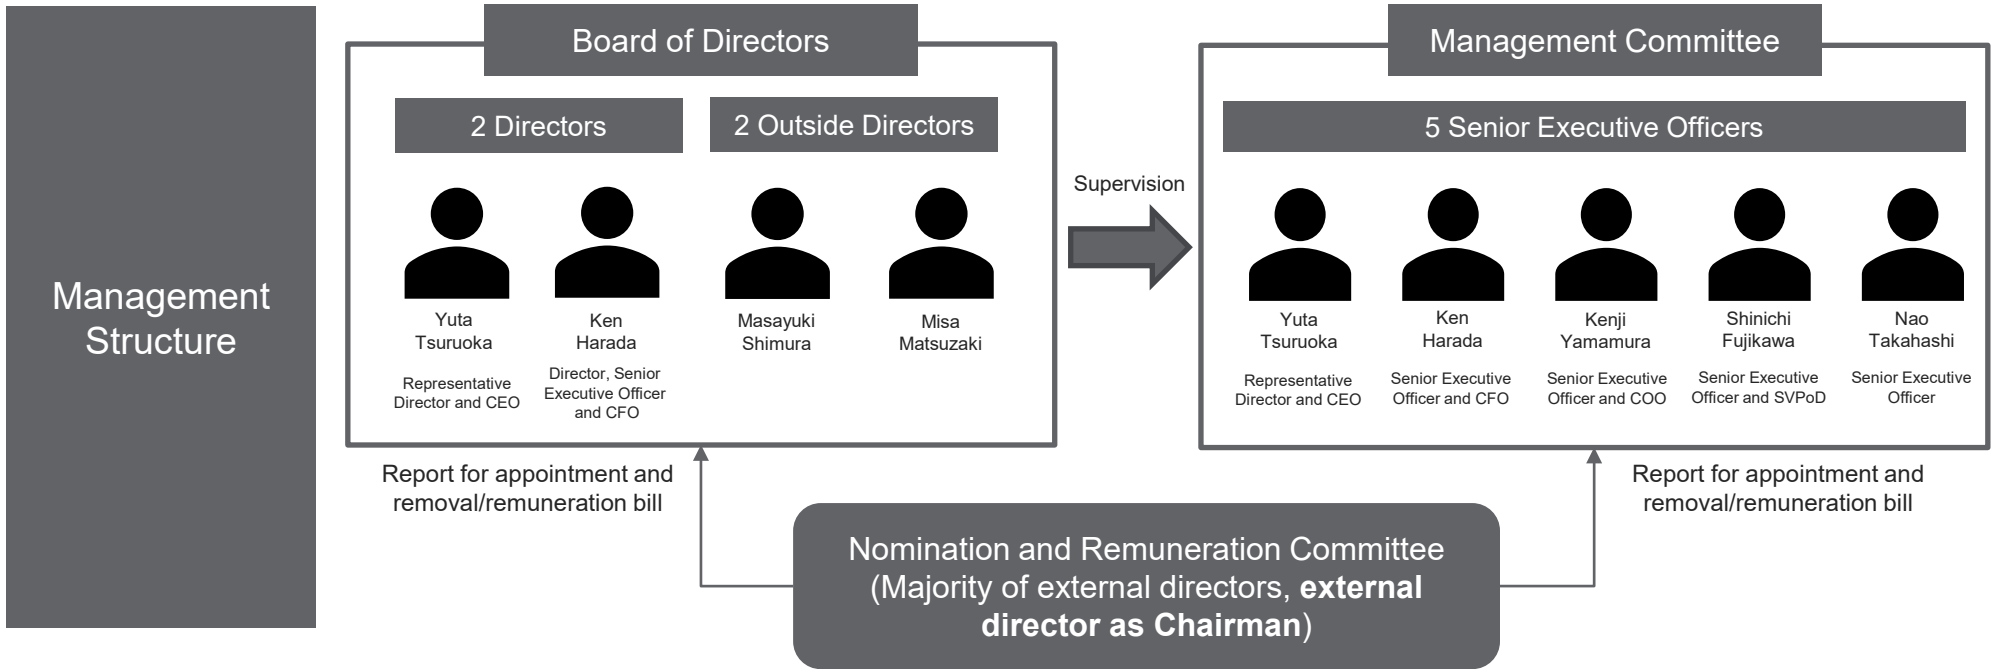 Management
Structure
Board of Directors
2 Directors
2 Outside Directors
Yuta
Tsuruoka
Representative
Director and CEO
Ken
Harada
Director, Senior
Executive Officer
and CFO
Masayuki
Shimura
Misa
Matsuzaki
Supervision
Management Committee
5 Senior Executive Officers
Yuta
Tsuruoka
Representative
Director and CEO
Ken
Harada
Senior Executive
Officer and CFO
Kenji
Yamamura
Senior Executive
Officer and COO
Shinichi
Fujikawa
Senior Executive
Officer and SVPoD
Nao
Takahashi
Senior Executive
Officer
Report for appointment and
removal/remuneration bill
Nomination and Remuneration Committee
(Majority of external directors, external
director as Chairman)
Report for appointment and
removal/remuneration bill